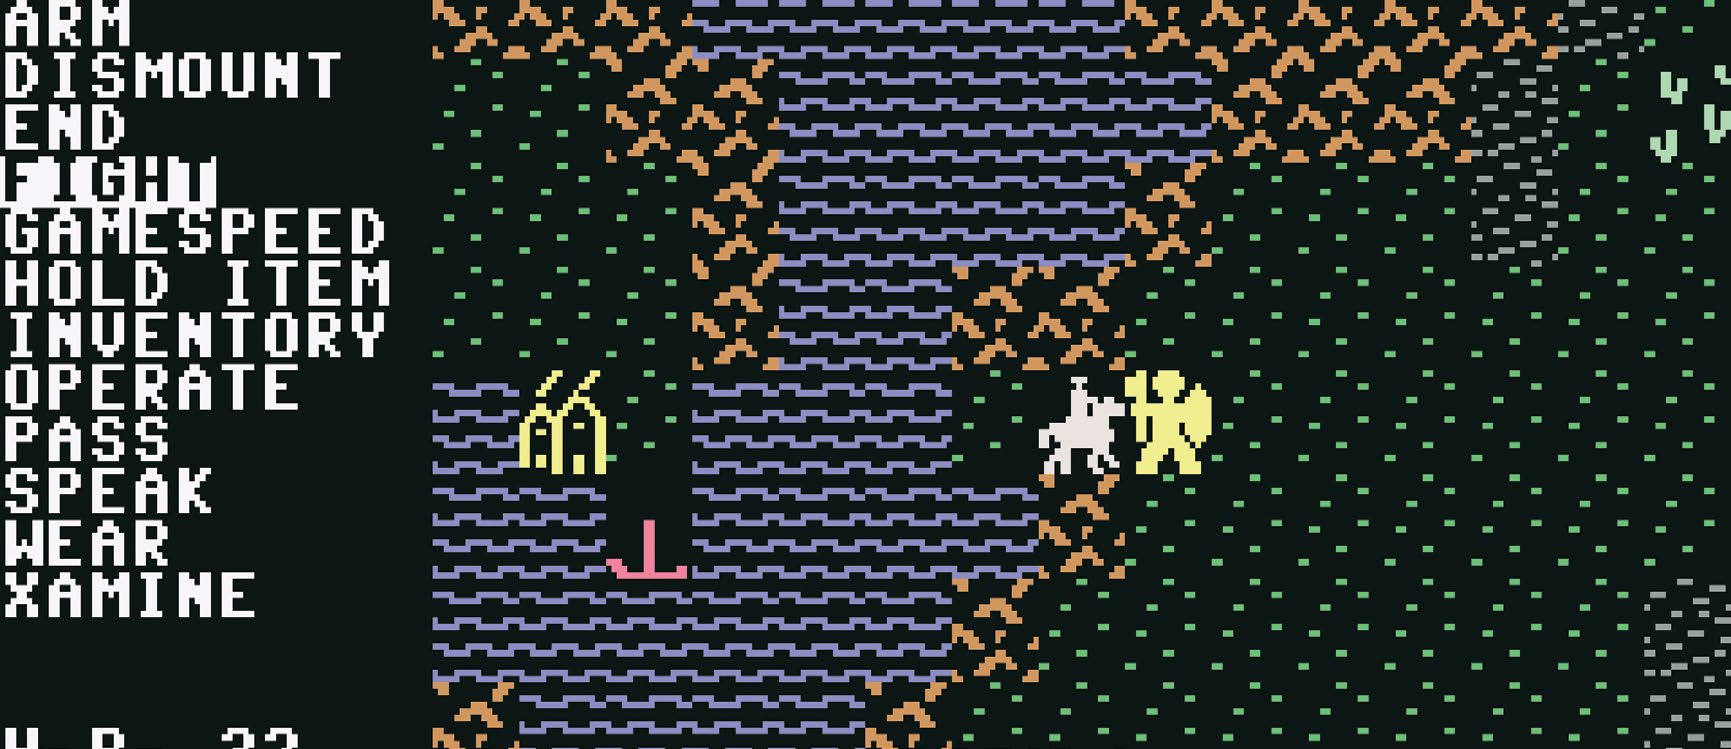 ARM
DISMOUNT
END
FIGHT
GAMESPEED
HOLD ITEM
INVENTORY
OPERATE
PASS
SPEAK
WEAR
XAMINE